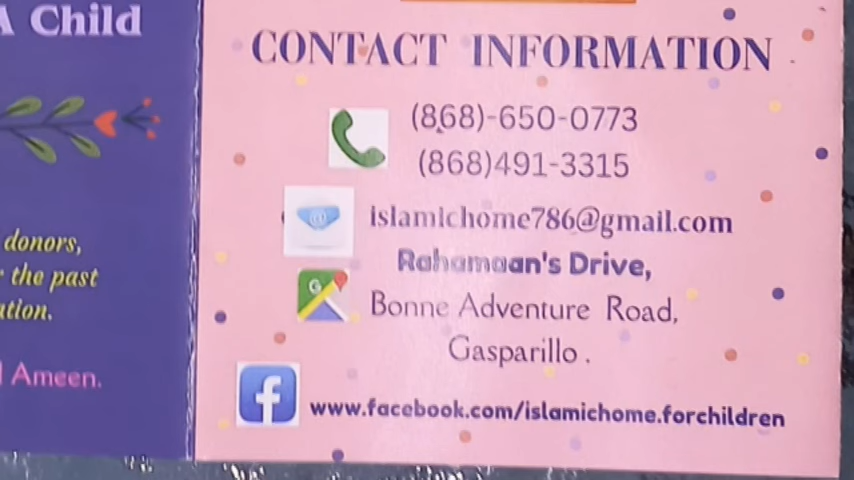 A Child
donors,
the past
ation.
Ameen.
CONTACT INFORMATION
(868)-650-0773
(868)491-3315
islamichome786@gmail.com
Rahamaan's Drive,
Bonne Adventure Road,
Gasparillo .
www.facebook.com/islamichome.forchildren